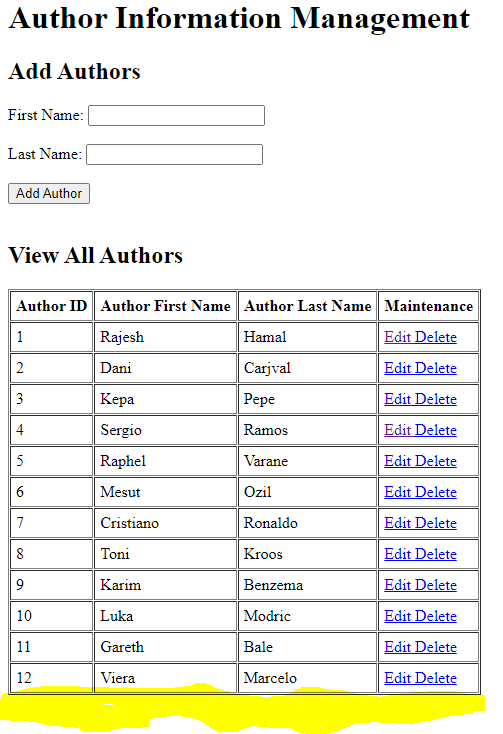 Author Information Management
Add Authors
First Name:
Last Name:
Add Author
View All Authors
Author ID Author First Name Author Last Name Maintenance
1 Rajesh Hamal Edit Delete
2 Dani Carjval Edit Delete
3 Kepa Pepe Edit Delete
4 Sergio Ramos Edit Delete
5 Raphel Varane Edit Delete
6 Mesut Ozil Edit Delete
7 Cristiano Ronaldo Edit Delete
8 Toni Kroos Edit Delete
9 Karim Benzema Edit Delete
10 Luka Modric Edit Delete
11 Gareth Bale Edit Delete
12 Viera Marcelo Edit Delete